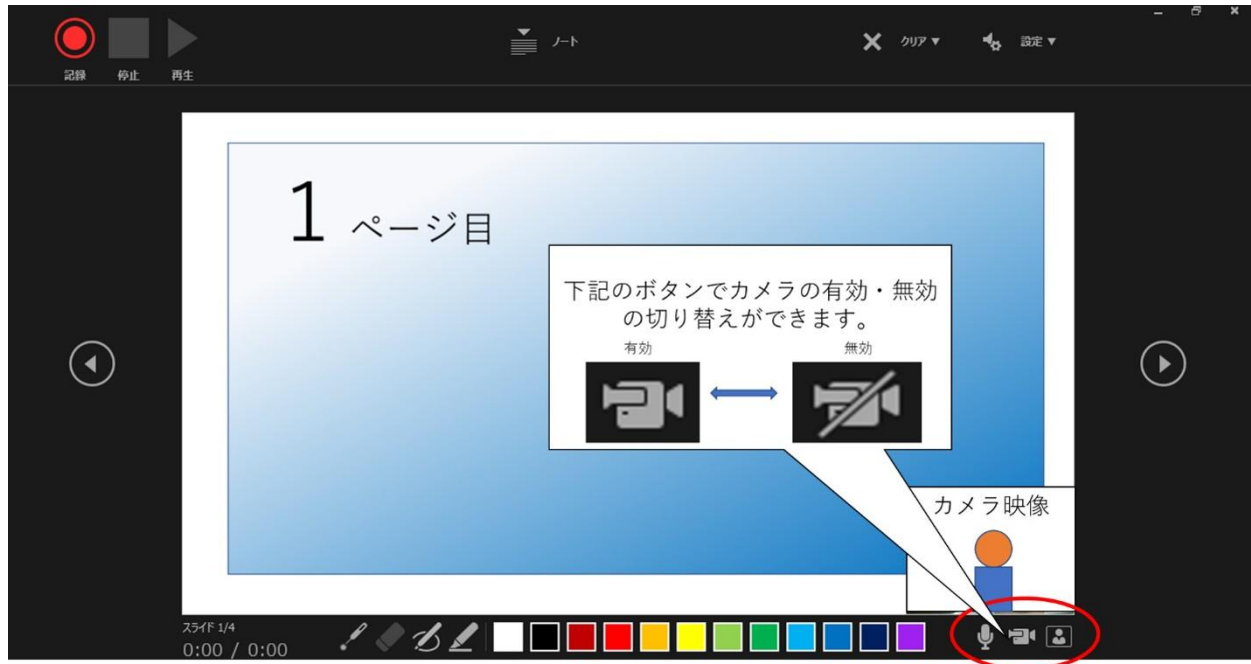 ノート
クリア ▼
設定 ▼
記録
停止
再生
1 ページ目
下記のボタンでカメラの有効・無効
の切り替えができます。
有効
無効
カメラ映像
スライド 1/4
0:00 / 0:00